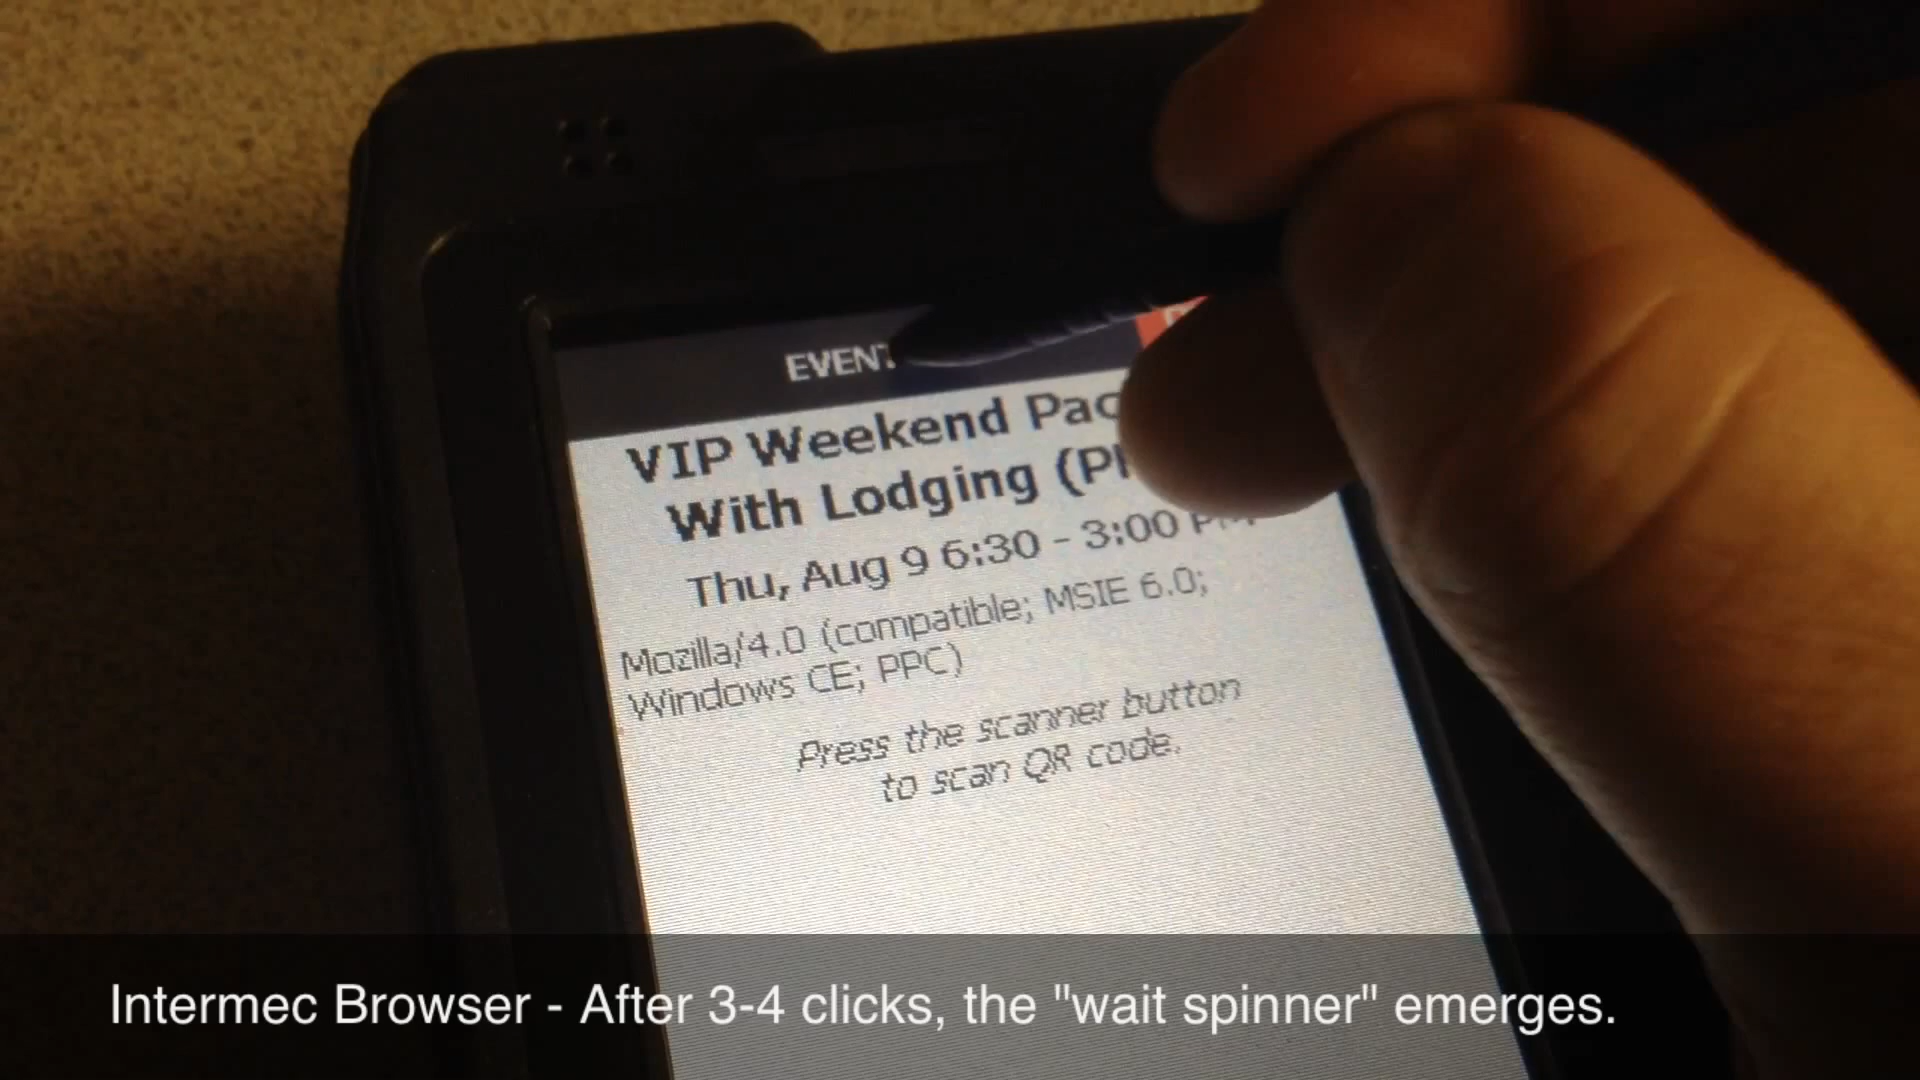 EVENT
VIP Weekend
With Lodging
Thu, Aug 9 6:30 - 3:00
Mozilla/4.0 (compatible; MSIE 6.0;
Windows CE; PPC)
Press the scanner button
to scan QR code.
Intermec Browser - After 3-4 clicks, the "wait spinner" emerges.